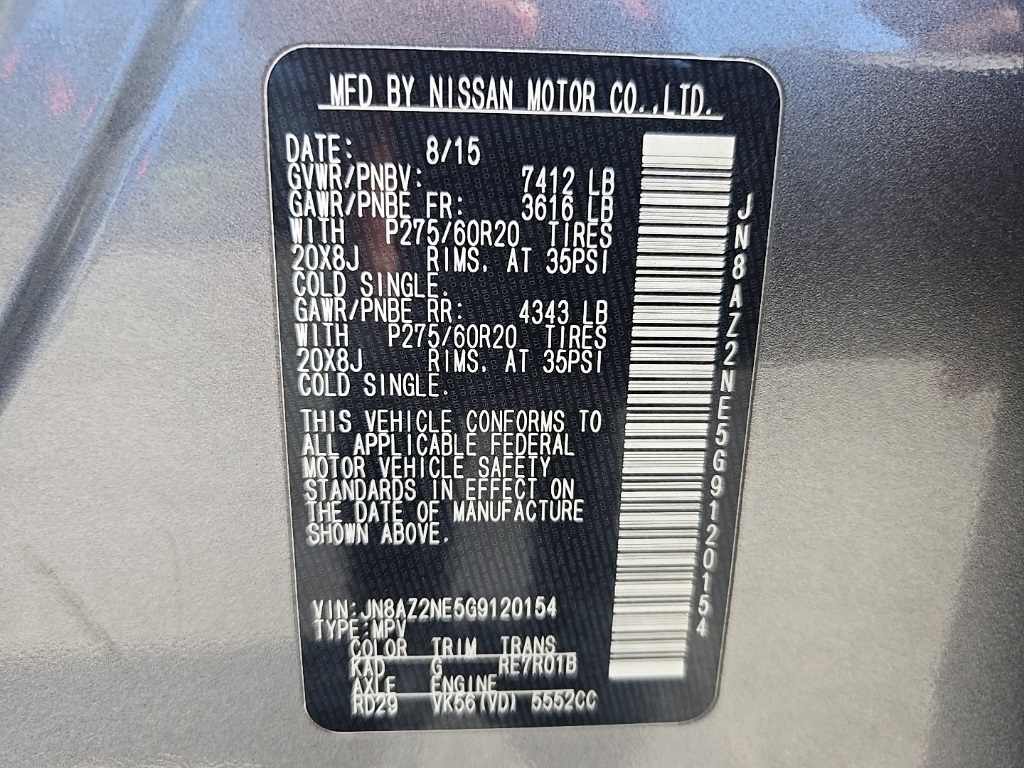 MFD BY NISSAN MOTOR CO.,LTD.
DATE: 8/15
GVWR/PNBV: 7412 LB
GAWR/PNBE FR: 3616 LB
WITH P275/60R20 TIRES
20X8J RIMS. AT 35PSI
COLD SINGLE.
GAWR/PNBE RR: 4343 LB
WITH P275/60R20 TIRES
20X8J RIMS. AT 35PSI
COLD SINGLE.
THIS VEHICLE CONFORMS TO
ALL APPLICABLE FEDERAL
MOTOR VEHICLE SAFETY
STANDARDS IN EFFECT ON
THE DATE OF MANUFACTURE
SHOWN ABOVE.
VIN:JN8AZ2NE5G9120154
TYPE:MPV
COLOR TRIM TRANS
KAD G RE7R01B
AXLE ENGINE
RD29 VK56(VD) 5552CC
JN8AZ2NE5G9120154